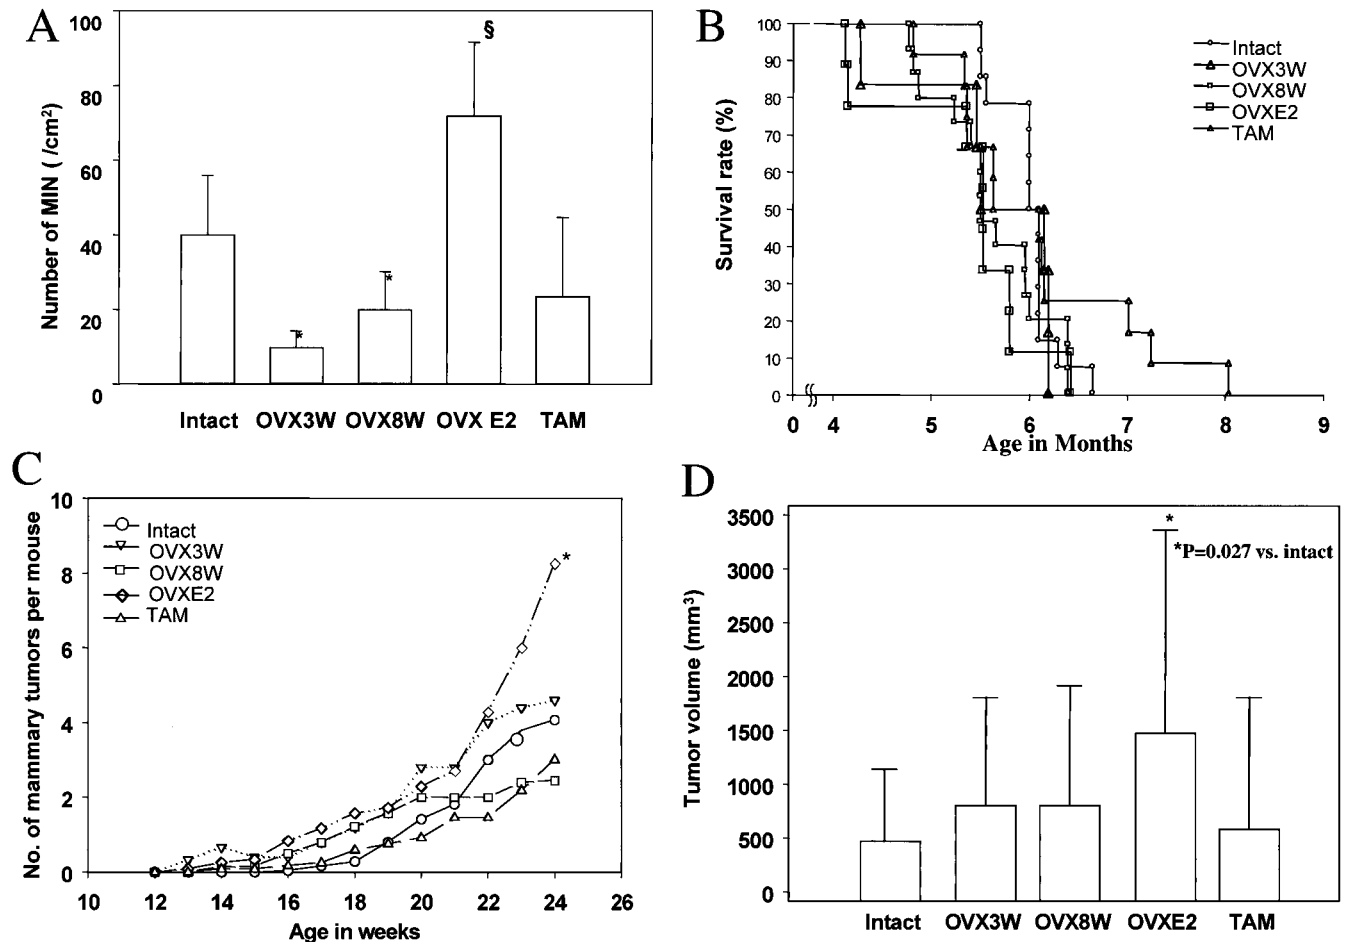 A
Number of MIN ( /cm2)
100
80
60
40
20
0
*
*
§
Intact OVX3W OVX8W OVX E2 TAM
B
Survival rate (%)
100
90
80
70
60
50
40
30
20
10
0
0 4 5 6 7 8 9
Age in Months
Intact
OVX3W
OVX8W
OVXE2
TAM
C
No. of mammary tumors per mouse
10
8
6
4
2
0
10 12 14 16 18 20 22 24 26
Age in weeks
Intact
OVX3W
OVX8W
OVXE2
TAM
*
D
Tumor volume (mm3)
3500
3000
2500
2000
1500
1000
500
0
*
*P=0.027 vs. intact
Intact OVX3W OVX8W OVXE2 TAM